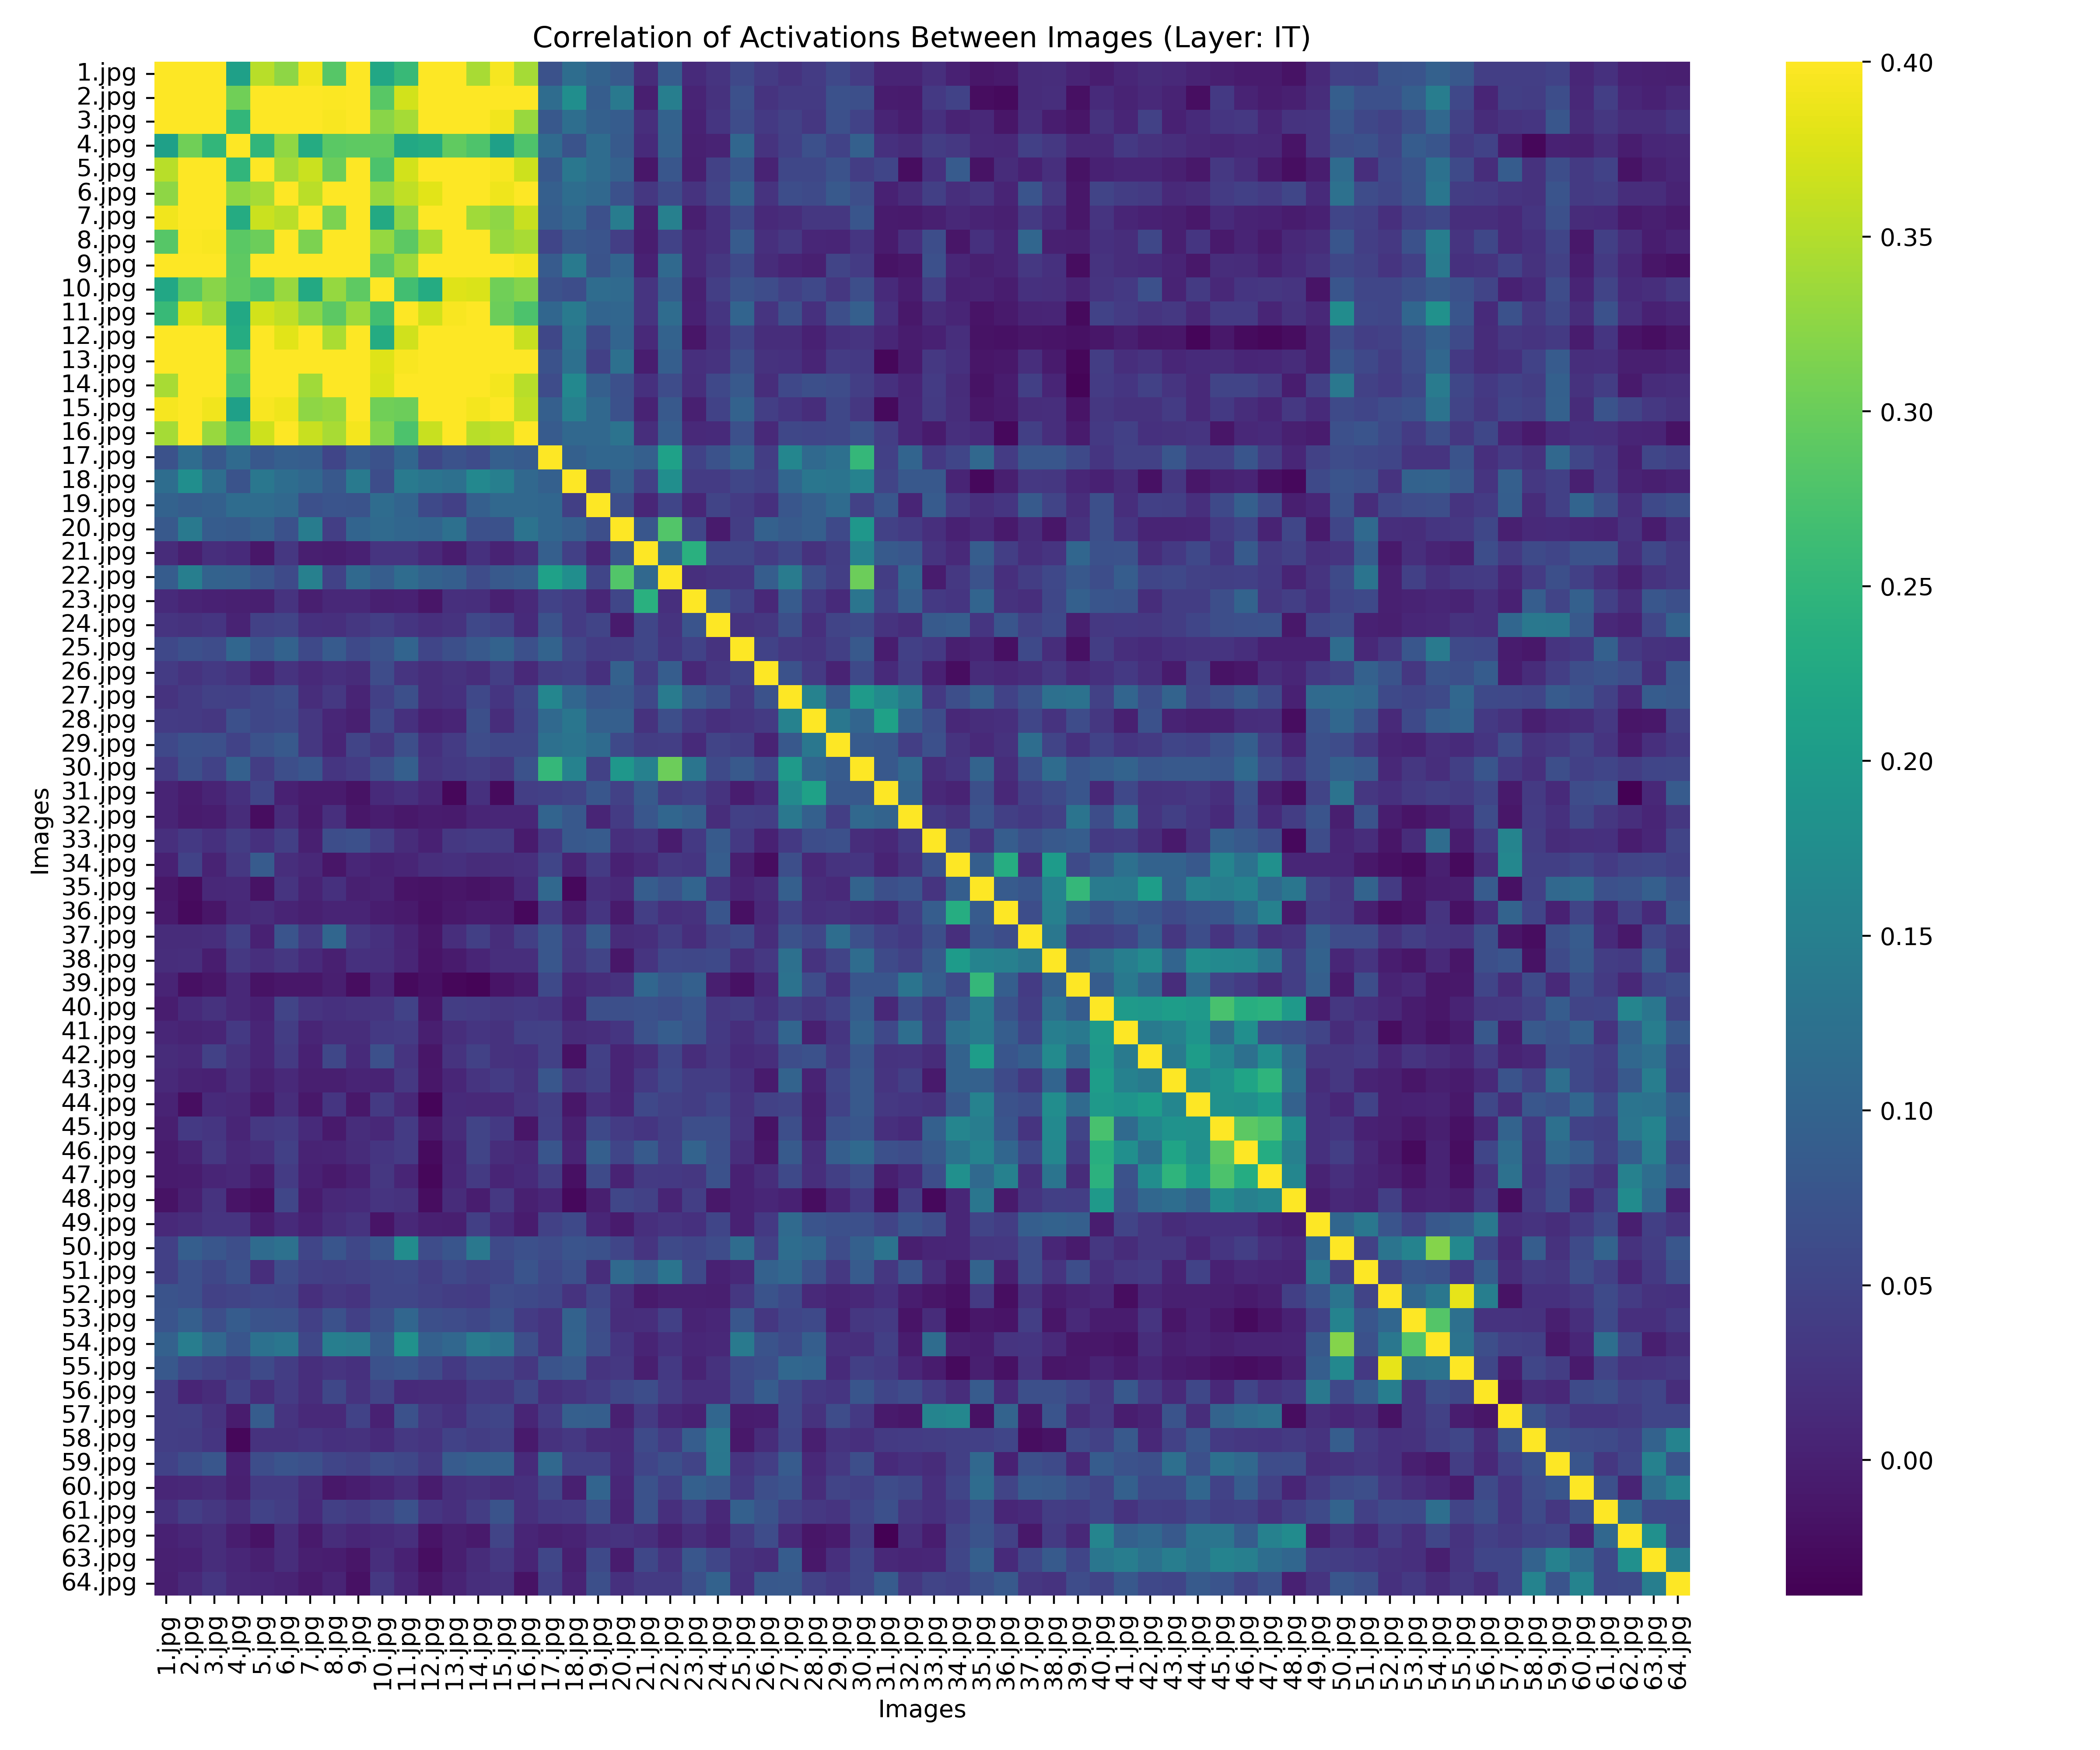 Correlation of Activations Between Images (Layer: IT)
Images
1.jpg
2.jpg
3.jpg
4.jpg
5.jpg
6.jpg
7.jpg
8.jpg
9.jpg
10.jpg
11.jpg
12.jpg
13.jpg
14.jpg
15.jpg
16.jpg
17.jpg
18.jpg
19.jpg
20.jpg
21.jpg
22.jpg
23.jpg
24.jpg
25.jpg
26.jpg
27.jpg
28.jpg
29.jpg
30.jpg
31.jpg
32.jpg
33.jpg
34.jpg
35.jpg
36.jpg
37.jpg
38.jpg
39.jpg
40.jpg
41.jpg
42.jpg
43.jpg
44.jpg
45.jpg
46.jpg
47.jpg
48.jpg
49.jpg
50.jpg
51.jpg
52.jpg
53.jpg
54.jpg
55.jpg
56.jpg
57.jpg
58.jpg
59.jpg
60.jpg
61.jpg
62.jpg
63.jpg
64.jpg
1.jpg
2.jpg
3.jpg
4.jpg
5.jpg
6.jpg
7.jpg
8.jpg
9.jpg
10.jpg
11.jpg
12.jpg
13.jpg
14.jpg
15.jpg
16.jpg
17.jpg
18.jpg
19.jpg
20.jpg
21.jpg
22.jpg
23.jpg
24.jpg
25.jpg
26.jpg
27.jpg
28.jpg
29.jpg
30.jpg
31.jpg
32.jpg
33.jpg
34.jpg
35.jpg
36.jpg
37.jpg
38.jpg
39.jpg
40.jpg
41.jpg
42.jpg
43.jpg
44.jpg
45.jpg
46.jpg
47.jpg
48.jpg
49.jpg
50.jpg
51.jpg
52.jpg
53.jpg
54.jpg
55.jpg
56.jpg
57.jpg
58.jpg
59.jpg
60.jpg
61.jpg
62.jpg
63.jpg
64.jpg
Images
0.40
0.35
0.30
0.25
0.20
0.15
0.10
0.05
0.00